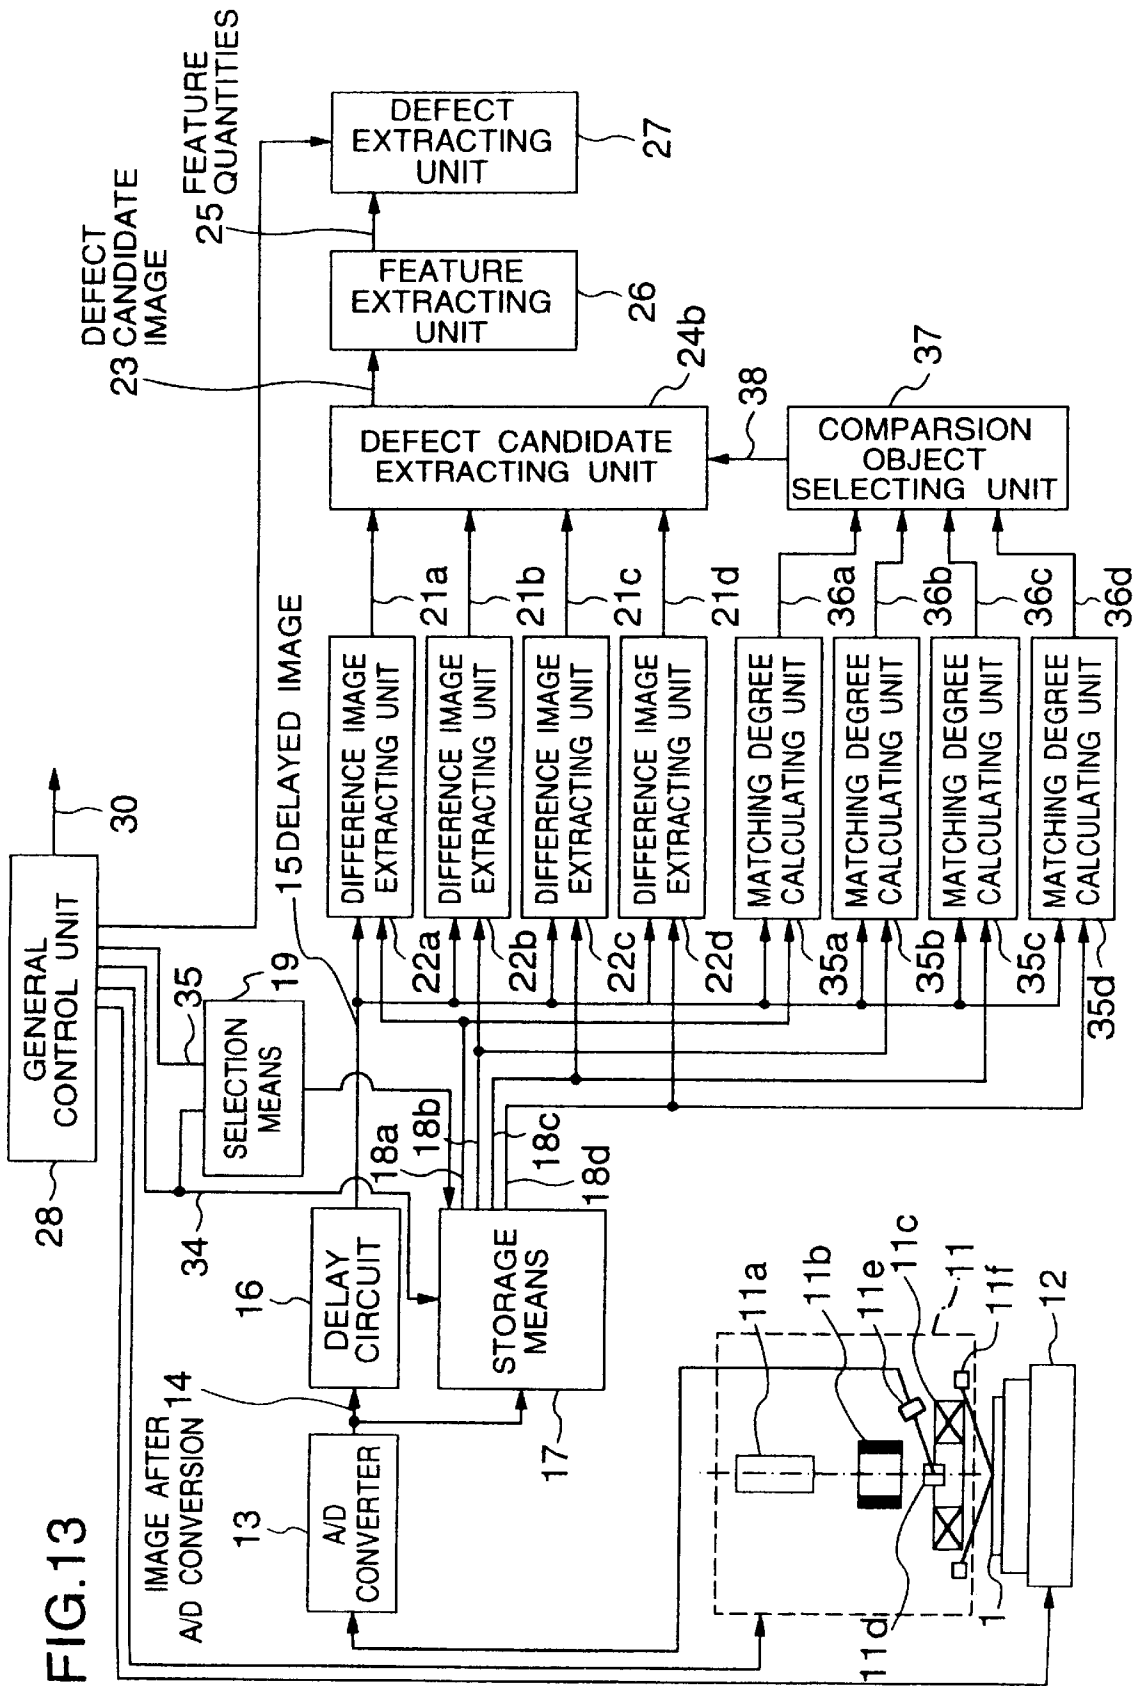 FIG.13
GENERAL
CONTROL UNIT
28
30
34
35
SELECTION
MEANS
19
IMAGE AFTER
A/D CONVERSION 14
A/D
CONVERTER
13
DELAY
CIRCUIT
16
15 DELAYED IMAGE
STORAGE
MEANS
17
18a
18b
18c
18d
DIFFERENCE IMAGE
EXTRACTING UNIT
22a
21a
DIFFERENCE IMAGE
EXTRACTING UNIT
22b
21b
DIFFERENCE IMAGE
EXTRACTING UNIT
22c
21c
DIFFERENCE IMAGE
EXTRACTING UNIT
22d
21d
MATCHING DEGREE
CALCULATING UNIT
35a
36a
MATCHING DEGREE
CALCULATING UNIT
35b
36b
MATCHING DEGREE
CALCULATING UNIT
35c
36c
MATCHING DEGREE
CALCULATING UNIT
35d
36d
DEFECT CANDIDATE
EXTRACTING UNIT
24b
38
COMPARSION
OBJECT
SELECTING UNIT
37
DEFECT
23 CANDIDATE
IMAGE
FEATURE
EXTRACTING
UNIT
26
25 FEATURE
QUANTITIES
DEFECT
EXTRACTING
UNIT
27
11a
11b
11e
11c
11
11f
12
11d
1